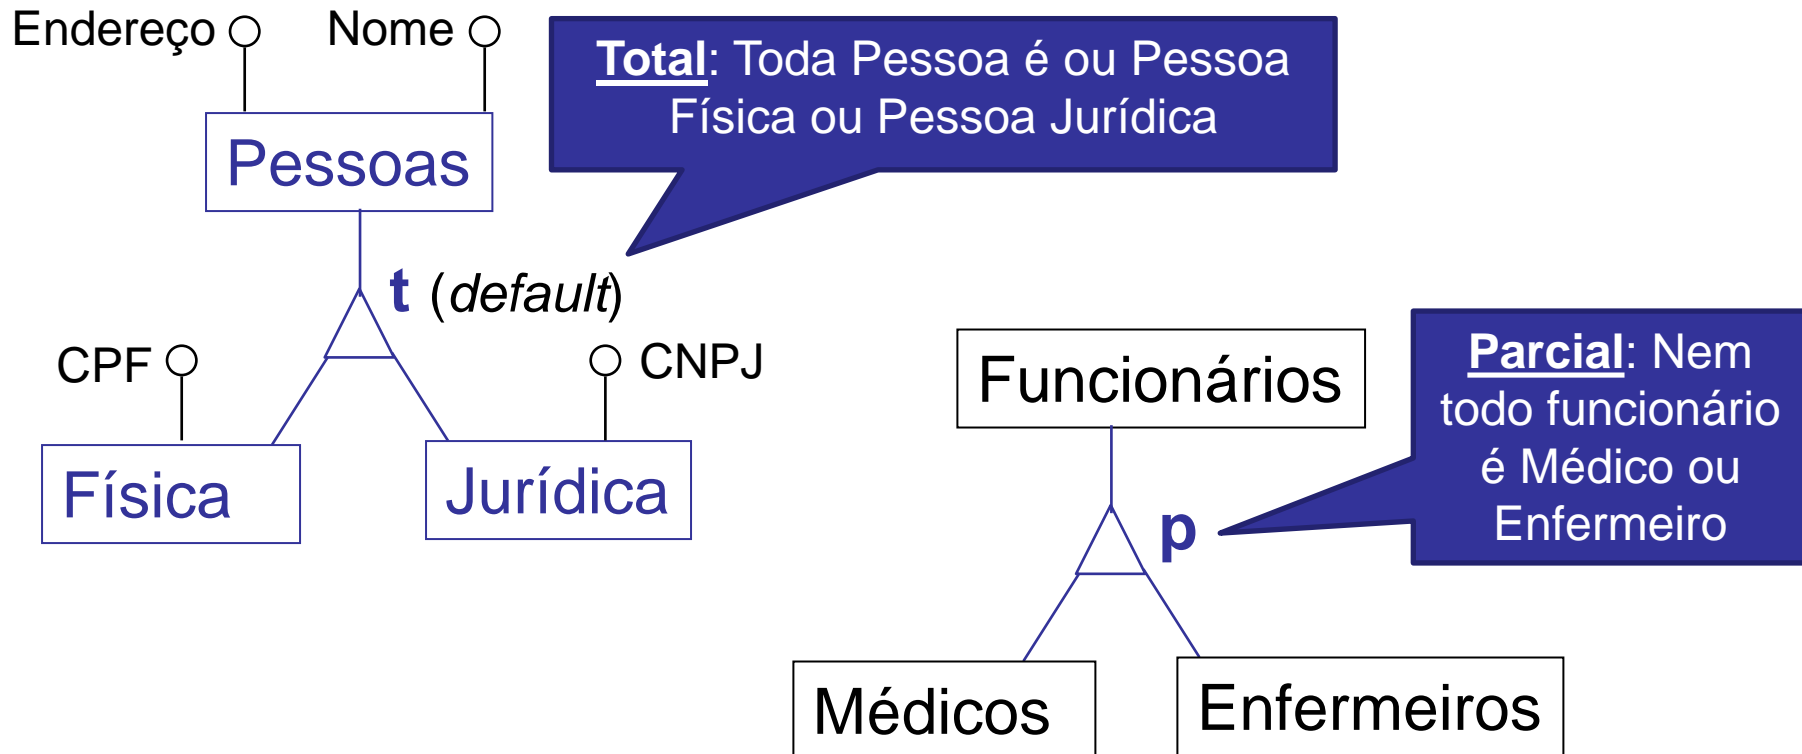 Endereço
Nome
Total: Toda Pessoa é ou Pessoa
Física ou Pessoa Jurídica
Pessoas
t (default)
CPF
CNPJ
Física
Jurídica
Funcionários
Parcial: Nem
todo funcionário
é Médico ou
Enfermeiro
p
Médicos
Enfermeiros